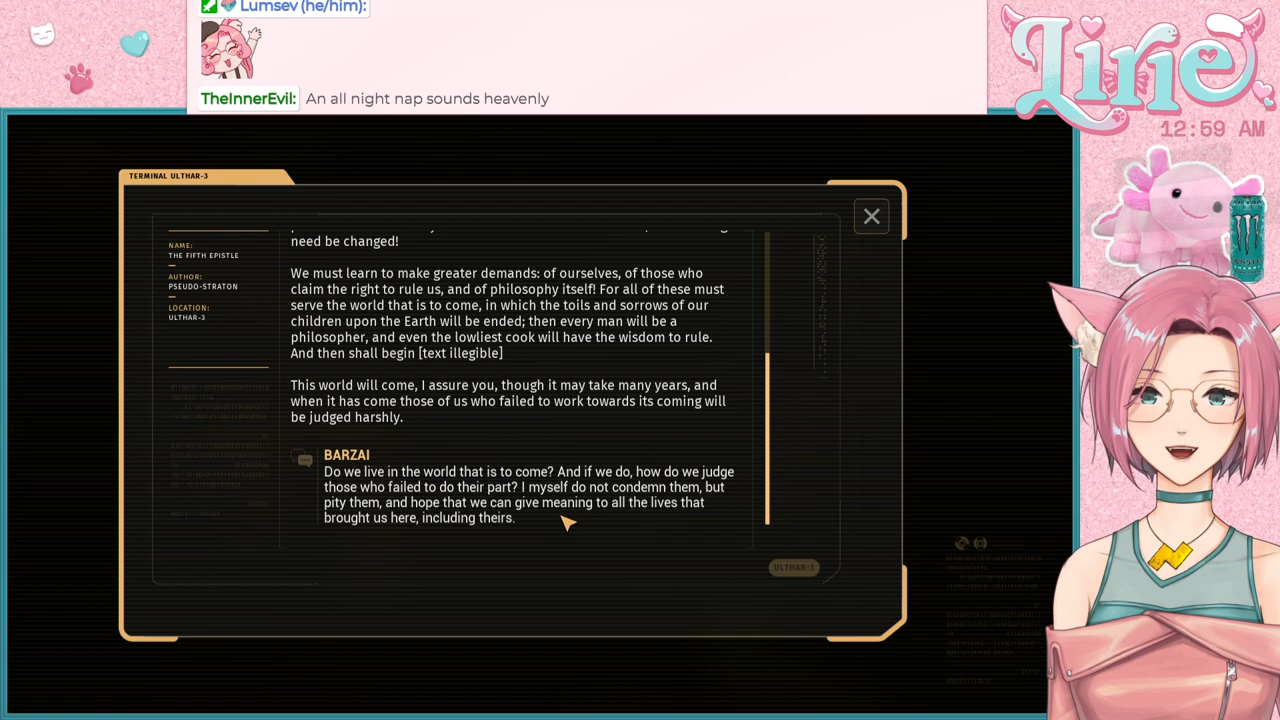 Lumsev (he/him):
TheInnerEvil: An all night nap sounds heavenly
Lirie
12:59 AM
TERMINAL ULTHAR-3
NAME:
THE FIFTH EPISTLE
AUTHOR:
PSEUDO-STRATON
LOCATION:
ULTHAR-3
need be changed!
We must learn to make greater demands: of ourselves, of those who
claim the right to rule us, and of philosophy itself! For all of these must
serve the world that is to come, in which the toils and sorrows of our
children upon the Earth will be ended; then every man will be a
philosopher, and even the lowliest cook will have the wisdom to rule.
And then shall begin [text illegible]
This world will come, I assure you, though it may take many years, and
when it has come those of us who failed to work towards its coming will
be judged harshly.
BARZAI
Do we live in the world that is to come? And if we do, how do we judge
those who failed to do their part? I myself do not condemn them, but
pity them, and hope that we can give meaning to all the lives that
brought us here, including theirs.
ULTHAR-3